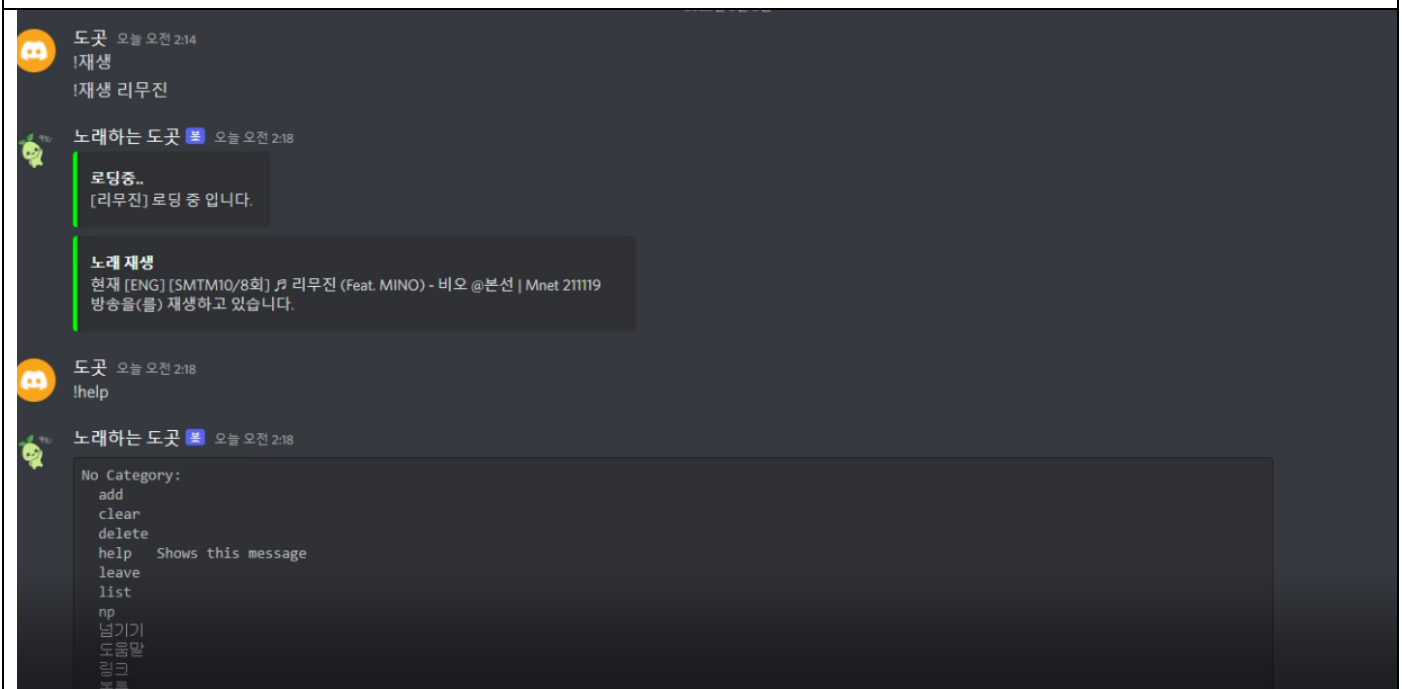 도곳 오늘 오전 2:14
!재생
!재생 리무진
노래하는 도곳 봇 오늘 오전 2:18
로딩중..
[리무진] 로딩 중 입니다.
노래 재생
현재 [ENG] [SMTM10/8회] ♬ 리무진 (Feat. MINO) - 비오 @본선 | Mnet 211119
방송을(를) 재생하고 있습니다.
도곳 오늘 오전 2:18
!help
노래하는 도곳 봇 오늘 오전 2:18
No Category:
add
clear
delete
help Shows this message
leave
list
np
넘기기
도움말
링크